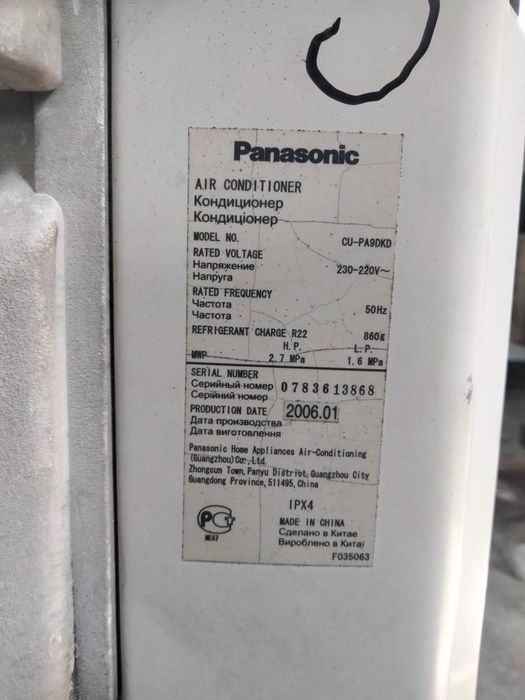 Panasonic
AIR CONDITIONER
Кондиционер
Кондиціонер
MODEL NO. CU-PA9DKD
RATED VOLTAGE
Напряжение 230-220V~
Напруга
RATED FREQUENCY
Частота 50Hz
Частота
REFRIGERANT CHARGE R22 860g
H.P. L.P.
MWP 2.7 MPa 1.6 MPa
SERIAL NUMBER
Серийный номер 0783613868
Серійний номер
PRODUCTION DATE 2006.01
Дата производства
Дата виготовлення
Panasonic Home Appliances Air-Conditioning
(Guangzhou) Co., Ltd.
Zhongcun Town, Panyu District, Guangzhou City
Guangdong Province, 511495, China
IPX4
РСТ
ME67
MADE IN CHINA
Сделано в Китае
Вироблено в Китаї
F035063